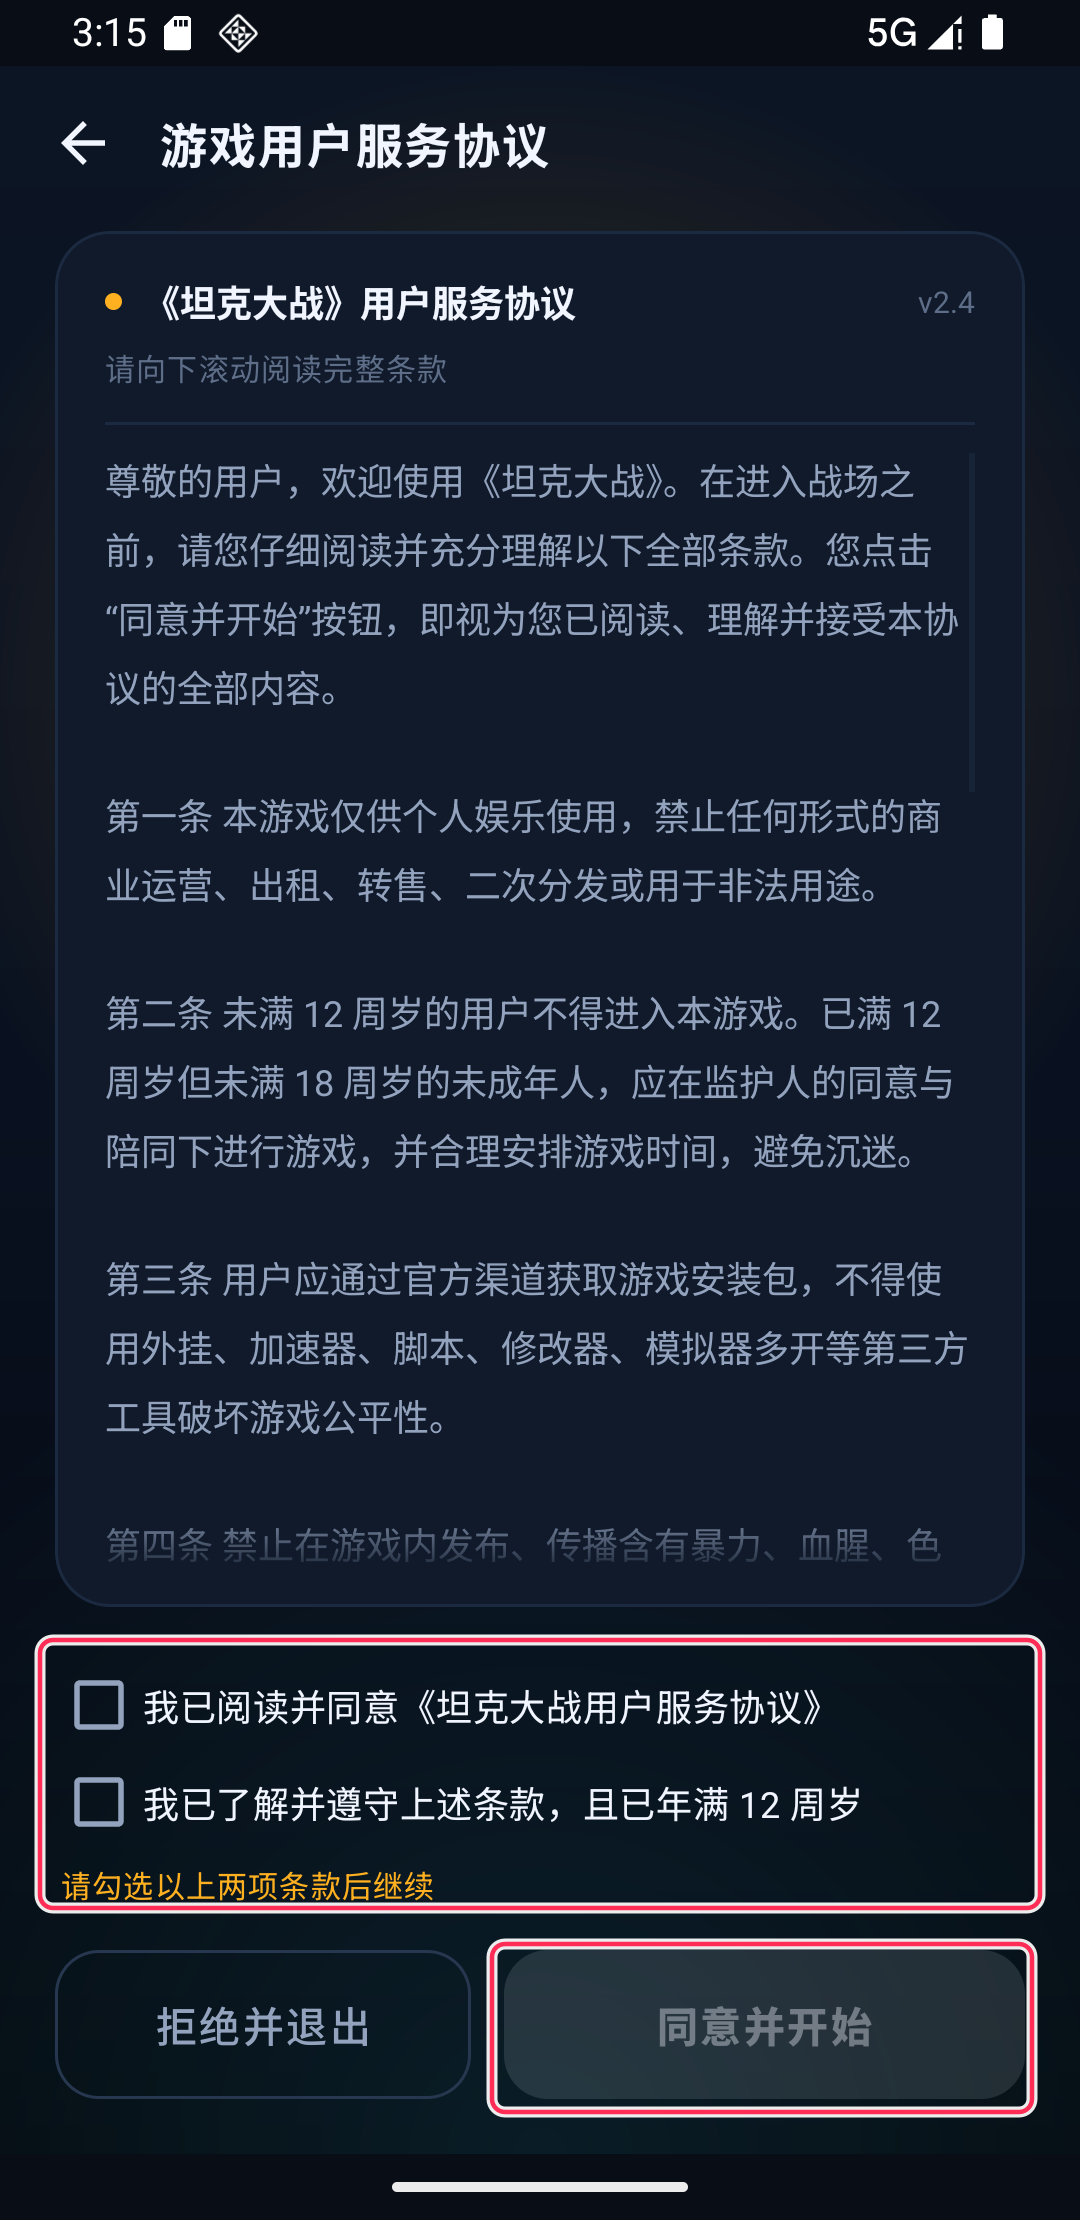 3:15
5G
游戏用户服务协议
《坦克大战》用户服务协议
v2.4
请向下滚动阅读完整条款
尊敬的用户，欢迎使用《坦克大战》。在进入战场之
前，请您仔细阅读并充分理解以下全部条款。您点击
“同意并开始”按钮，即视为您已阅读、理解并接受本协
议的全部内容。
第一条 本游戏仅供个人娱乐使用，禁止任何形式的商
业运营、出租、转售、二次分发或用于非法用途。
第二条 未满 12 周岁的用户不得进入本游戏。已满 12
周岁但未满 18 周岁的未成年人，应在监护人的同意与
陪同下进行游戏，并合理安排游戏时间，避免沉迷。
第三条 用户应通过官方渠道获取游戏安装包，不得使
用外挂、加速器、脚本、修改器、模拟器多开等第三方
工具破坏游戏公平性。
第四条 禁止在游戏内发布、传播含有暴力、血腥、色
我已阅读并同意《坦克大战用户服务协议》
我已了解并遵守上述条款，且已年满 12 周岁
请勾选以上两项条款后继续
拒绝并退出
同意并开始